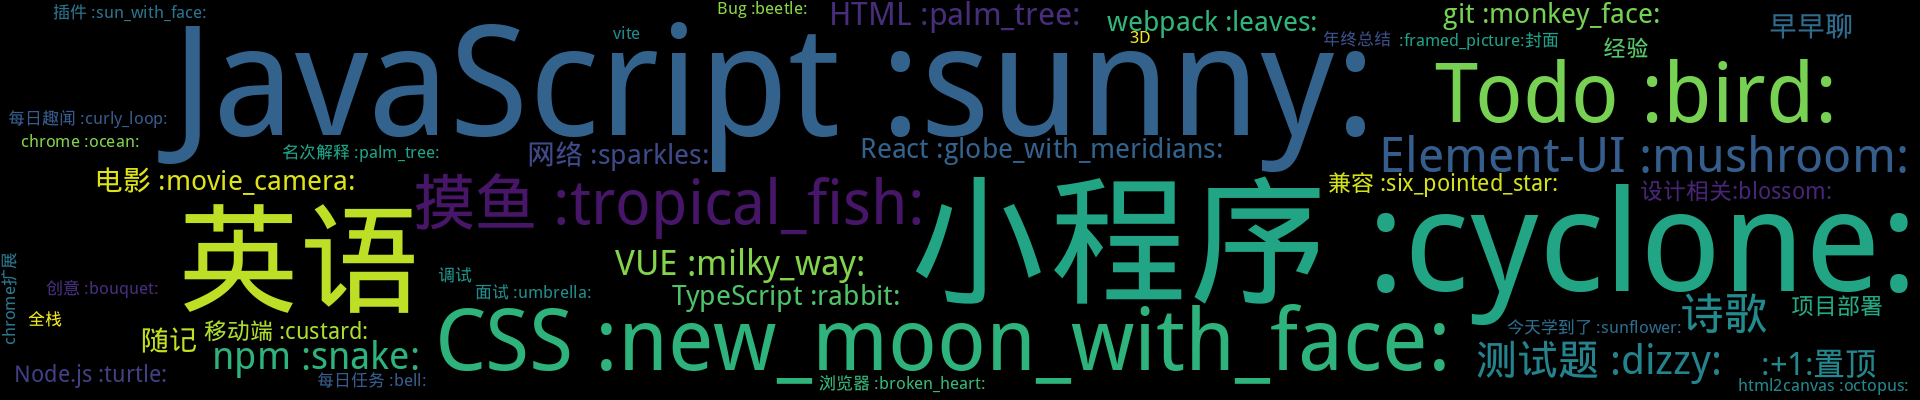 插件 :sun_with_face:
Bug :beetle:
HTML :palm_tree:
webpack :leaves:
git :monkey_face:
早早聊
vite
3D
年终总结
:framed_picture:封面
经验
JavaScript :sunny:
Todo :bird:
每日趣闻 :curly_loop:
chrome :ocean:
名次解释 :palm_tree:
网络 :sparkles:
React :globe_with_meridians:
Element-UI :mushroom:
电影 :movie_camera:
摸鱼 :tropical_fish:
兼容 :six_pointed_star:
设计相关:blossom:
英语
小程序 :cyclone:
VUE :milky_way:
chrome扩展
创意 :bouquet:
调试
面试 :umbrella:
TypeScript :rabbit:
诗歌
项目部署
全栈
随记
移动端 :custard:
今天学到了 :sunflower:
npm :snake:
CSS :new_moon_with_face:
测试题 :dizzy:
:+1:置顶
Node.js :turtle:
每日任务 :bell:
浏览器 :broken_heart:
html2canvas :octopus: